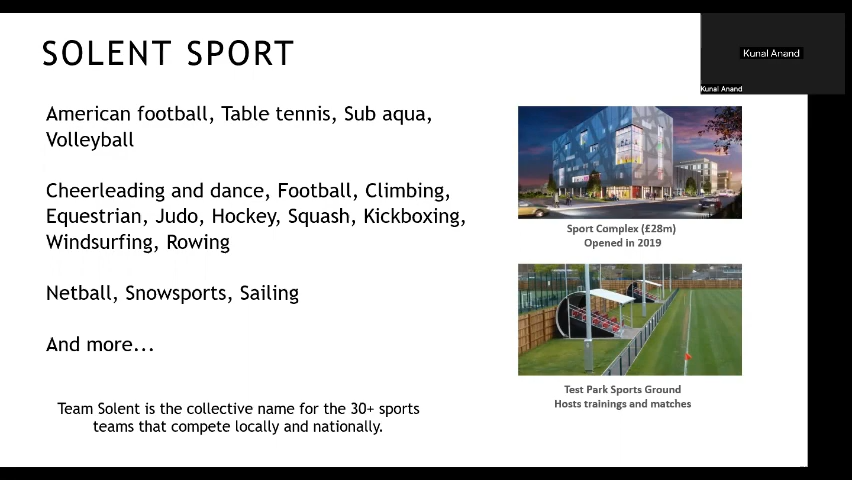 SOLENT SPORT
American football, Table tennis, Sub aqua,
Volleyball
Cheerleading and dance, Football, Climbing,
Equestrian, Judo, Hockey, Squash, Kickboxing,
Windsurfing, Rowing
Netball, Snowsports, Sailing
And more...
Team Solent is the collective name for the 30+ sports
teams that compete locally and nationally.
Sport Complex (£28m)
Opened in 2019
Test Park Sports Ground
Hosts trainings and matches
Kunal Anand
Kunal Anand